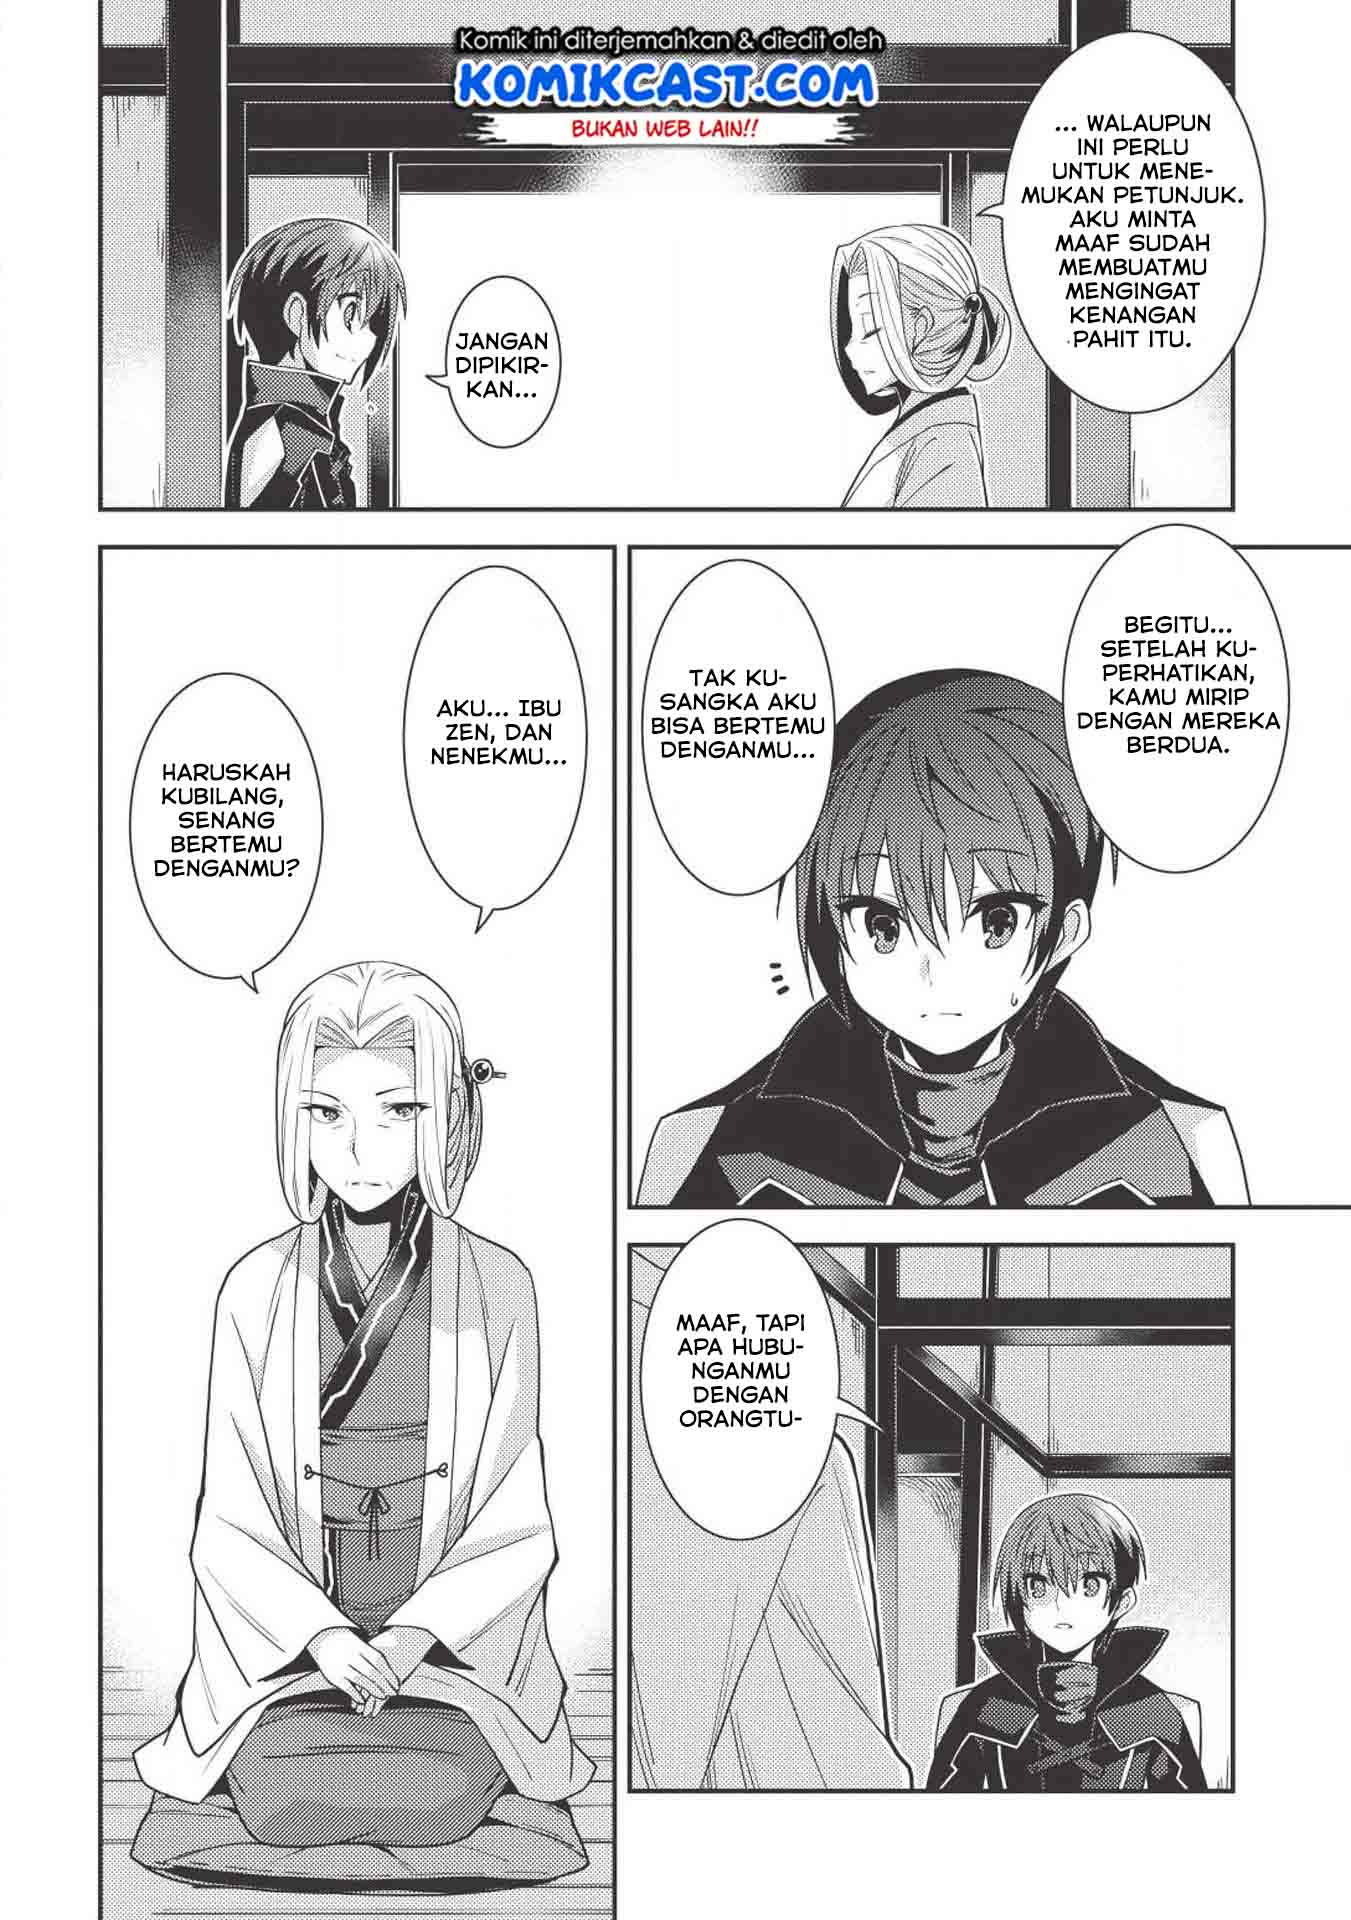 Komik ini diterjemahkan & diedit oleh
KOMIKCAST.COM
BUKAN WEB LAIN!!
... WALAUPUN
INI PERLU
UNTUK MENE-
MUKAN PETUNJUK.
AKU MINTA
MAAF SUDAH
MEMBUATMU
MENGINGAT
KENANGAN
PAHIT ITU.
JANGAN
DIPIKIR-
KAN...
BEGITU...
SETELAH KU-
PERHATIKAN,
KAMU MIRIP
DENGAN MEREKA
BERDUA.
TAK KU-
SANGKA AKU
BISA BERTEMU
DENGANMU...
MAAF, TAPI
APA HUBU-
NGANMU
DENGAN
ORANGTU-
AKU... IBU
ZEN, DAN
NENEKMU...
HARUSKAH
KUBILANG,
SENANG
BERTEMU
DENGANMU?